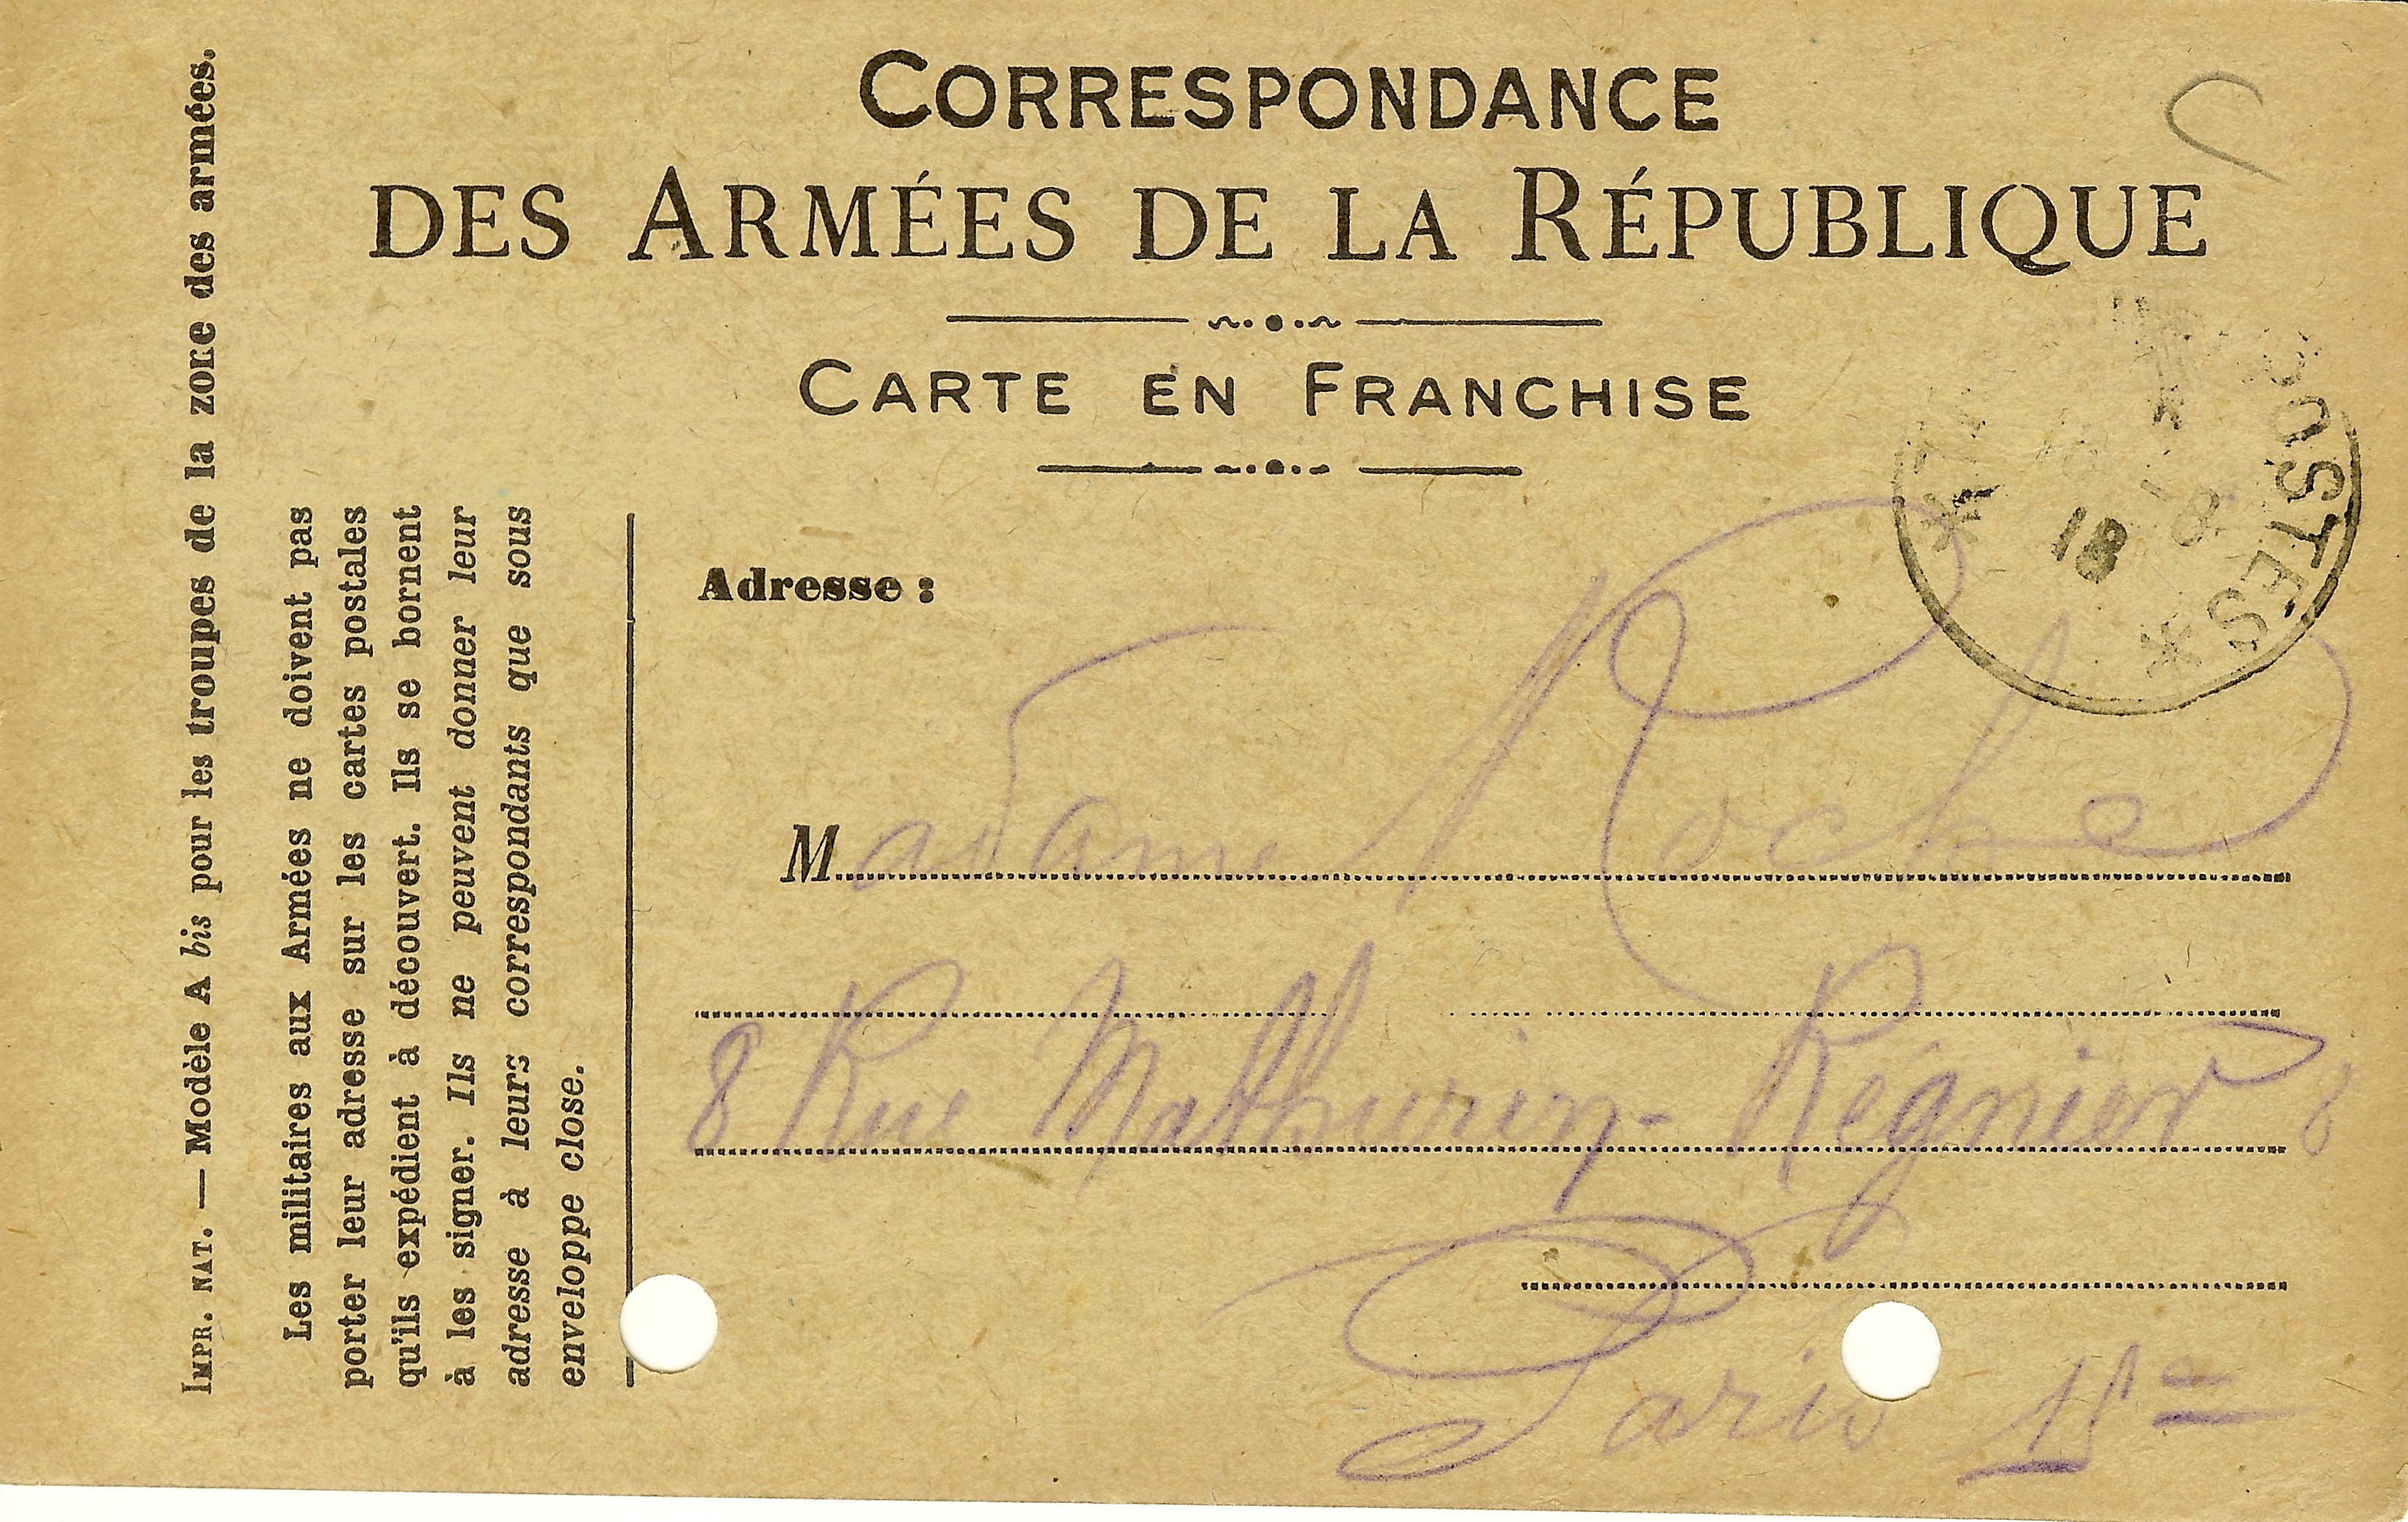 CORRESPONDANCE
DES ARMÉES DE LA RÉPUBLIQUE
CARTE EN FRANCHISE
IMPR. NAT. — Modèle A bis pour les troupes de la zone des armées.
Les militaires aux Armées ne doivent pas
porter leur adresse sur les cartes postales
qu'ils expédient à découvert. Ils se bornent
à les signer. Ils ne peuvent donner leur
adresse à leurs correspondants que sous
enveloppe close.
POSTES
18
Adresse :
Madame Roche
8 Rue Mathurin-Régnier 8
Paris 15e